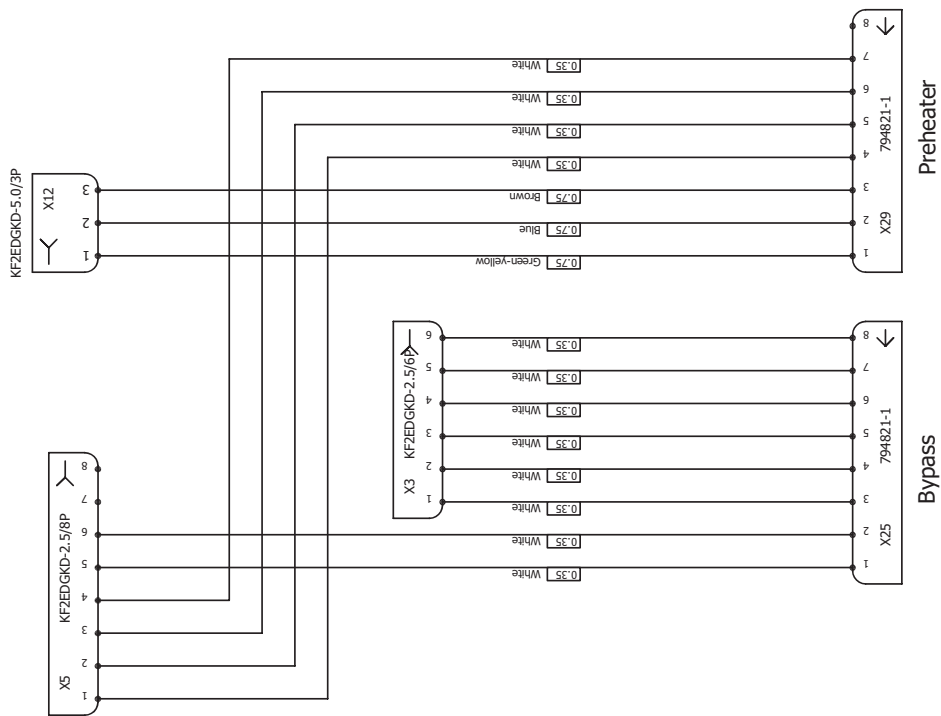 KF2EDGKD-5.0/3P
X12
3
2
1
8
7
6
5
4
3
2
1
794821-1
X29
Preheater
White 0.35
White 0.35
White 0.35
White 0.35
Brown 0.75
Blue 0.75
Green-yellow 0.75
KF2EDGKD-2.5/6P
X3
6
5
4
3
2
1
White 0.35
White 0.35
White 0.35
White 0.35
White 0.35
White 0.35
White 0.35
White 0.35
8
7
6
5
4
3
2
1
794821-1
X25
Bypass
KF2EDGKD-2.5/8P
X5
8
7
6
5
4
3
2
1